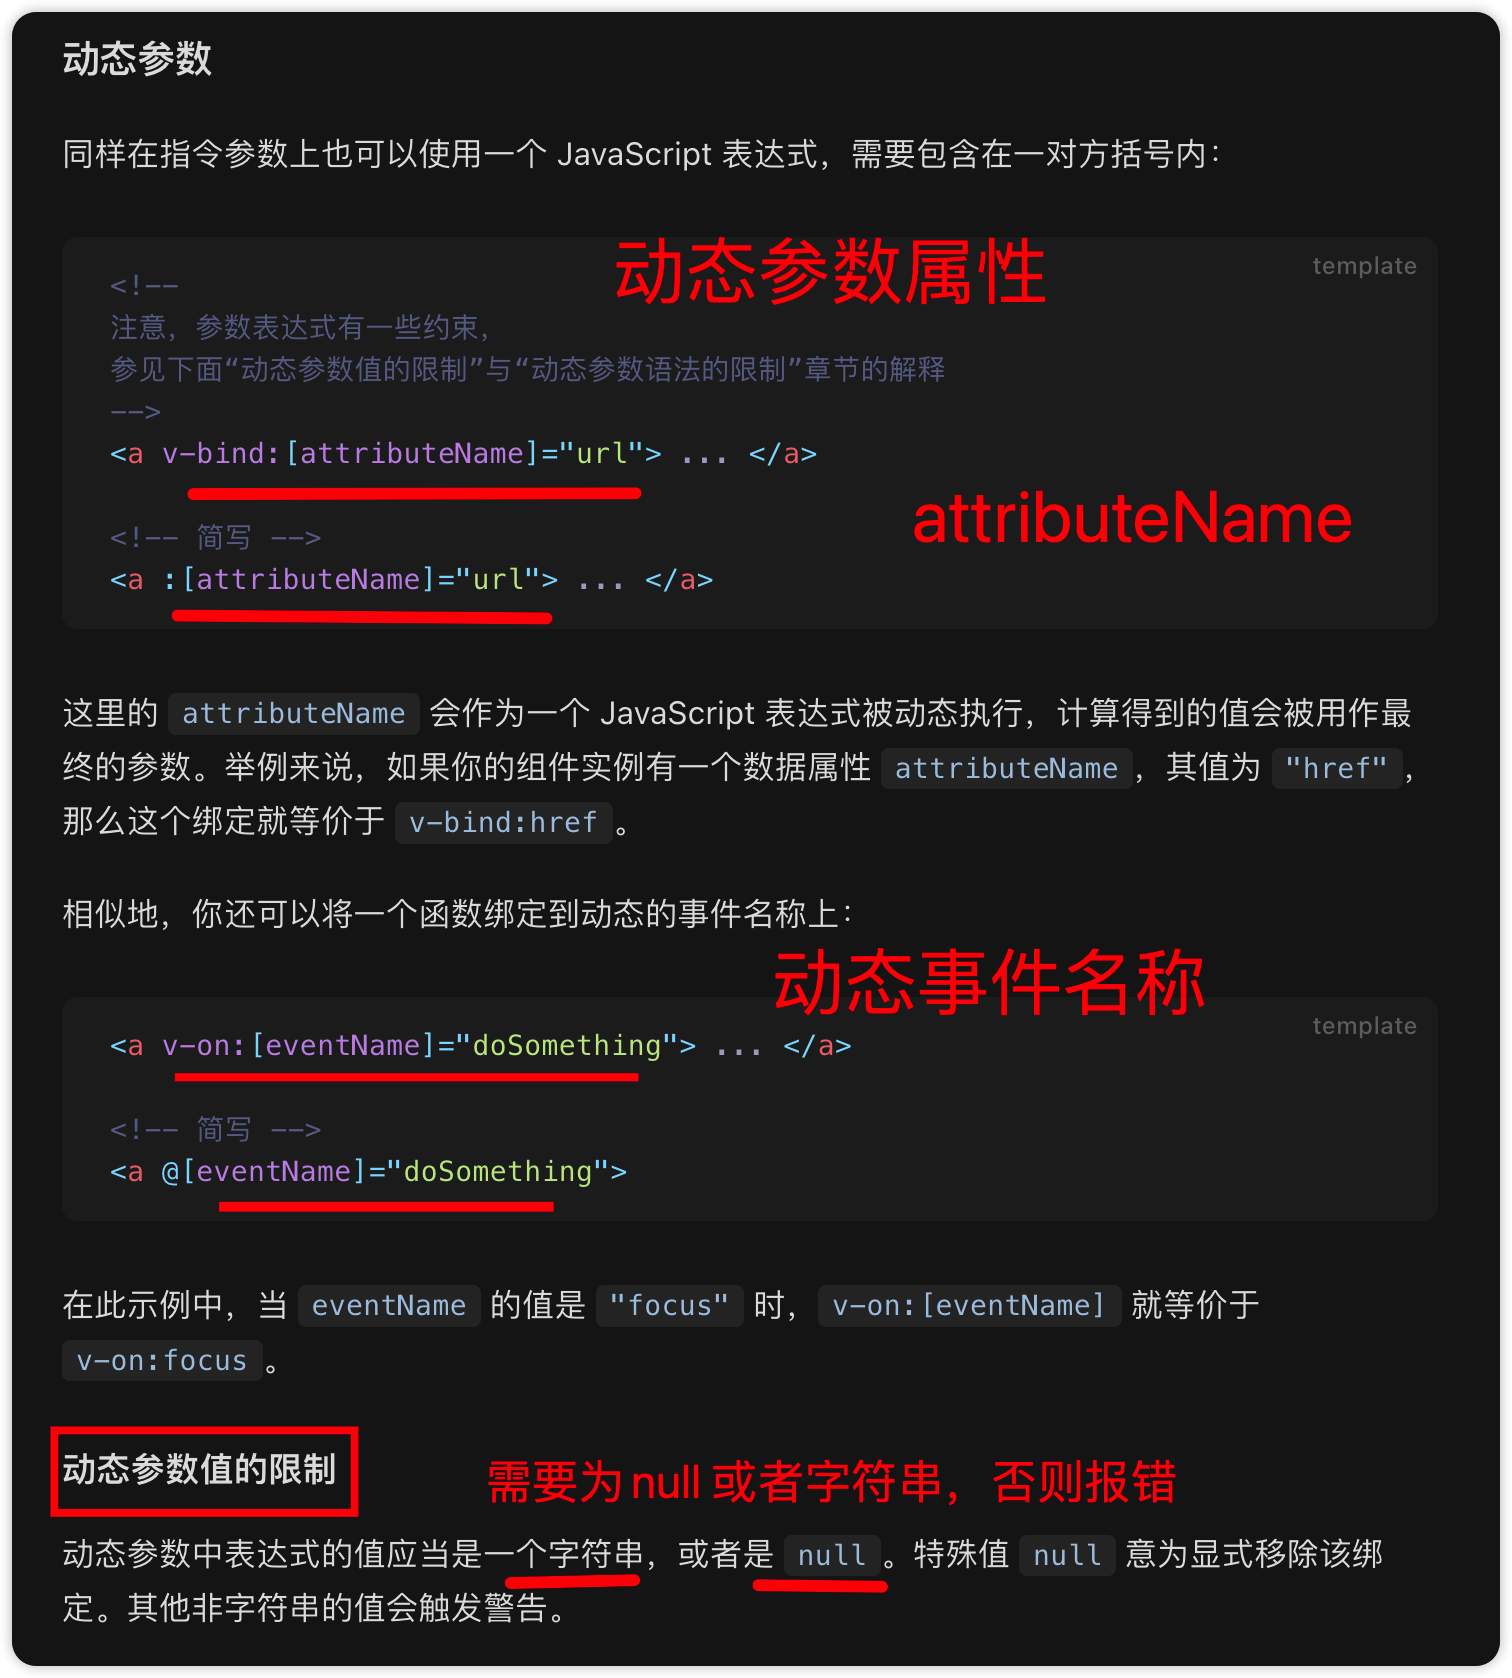 动态参数
同样在指令参数上也可以使用一个 JavaScript 表达式，需要包含在一对方括号内：
动态参数属性
template
<!--
注意，参数表达式有一些约束，
参见下面“动态参数值的限制”与“动态参数语法的限制”章节的解释
-->
<a v-bind:[attributeName]="url"> ... </a>
attributeName
<!-- 简写 -->
<a :[attributeName]="url"> ... </a>
这里的 attributeName 会作为一个 JavaScript 表达式被动态执行，计算得到的值会被用作最
终的参数。举例来说，如果你的组件实例有一个数据属性 attributeName，其值为 "href"，
那么这个绑定就等价于 v-bind:href。
相似地，你还可以将一个函数绑定到动态的事件名称上：
动态事件名称
template
<a v-on:[eventName]="doSomething"> ... </a>
<!-- 简写 -->
<a @[eventName]="doSomething">
在此示例中，当 eventName 的值是 "focus" 时，v-on:[eventName] 就等价于
v-on:focus。
动态参数值的限制
需要为null 或者字符串，否则报错
动态参数中表达式的值应当是一个字符串，或者是 null。特殊值 null 意为显式移除该绑
定。其他非字符串的值会触发警告。